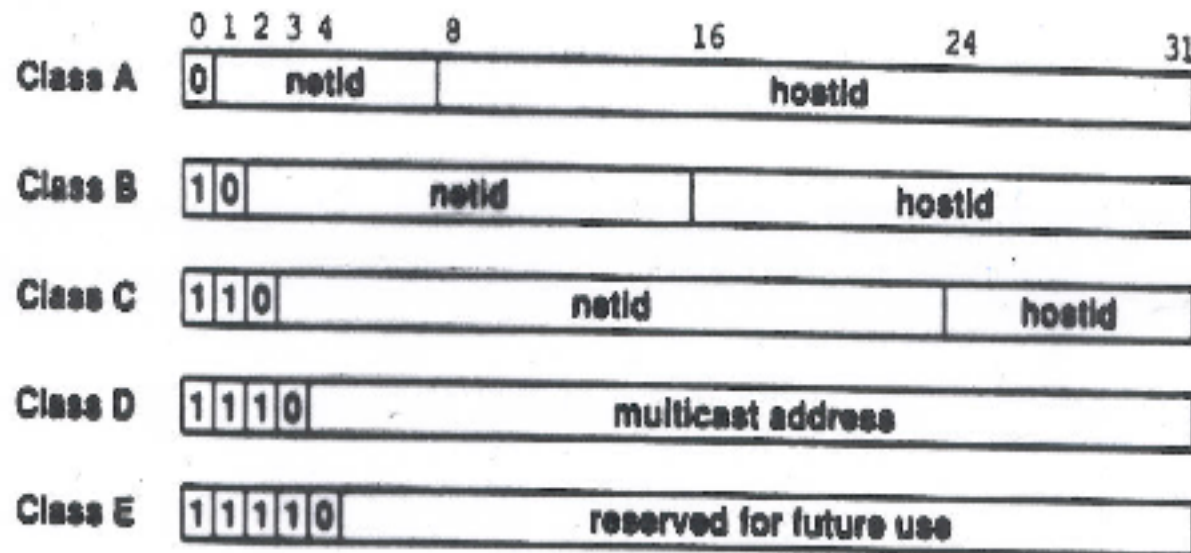 0 1 2 3 4 8 16 24 31
Class A 0 netid hostid
Class B 1 0 netid hostid
Class C 1 1 0 netid hostid
Class D 1 1 1 0 multicast address
Class E 1 1 1 1 0 reserved for future use